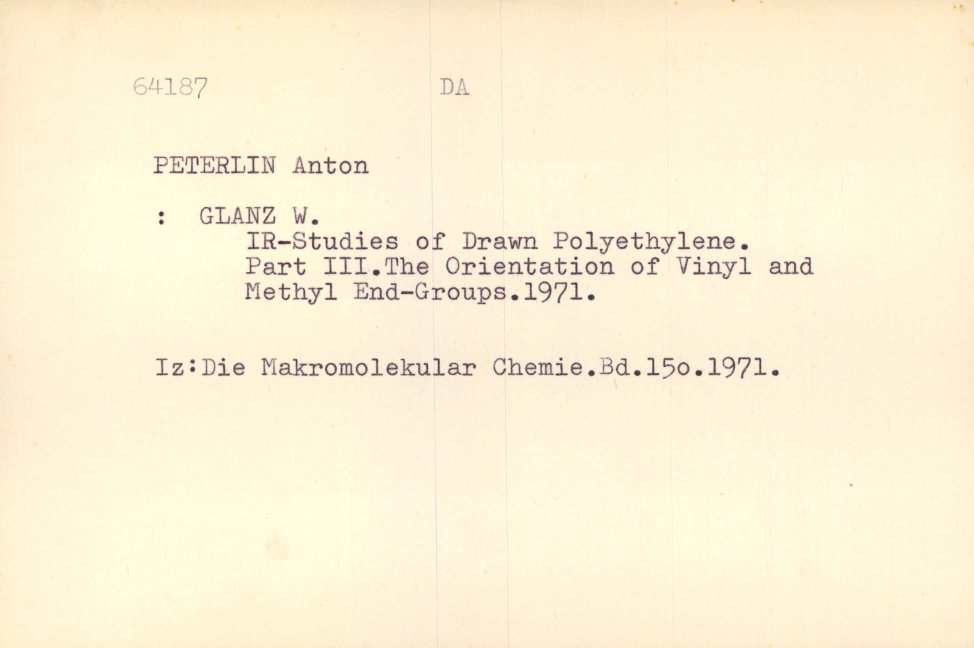 64187 DA
PETERLIN Anton
: GLANZ W.
IR-Studies of Drawn Polyethylene.
Part III.The Orientation of Vinyl and
Methyl End-Groups.1971.
Iz:Die Makromolekular Chemie.Bd.15o.1971.